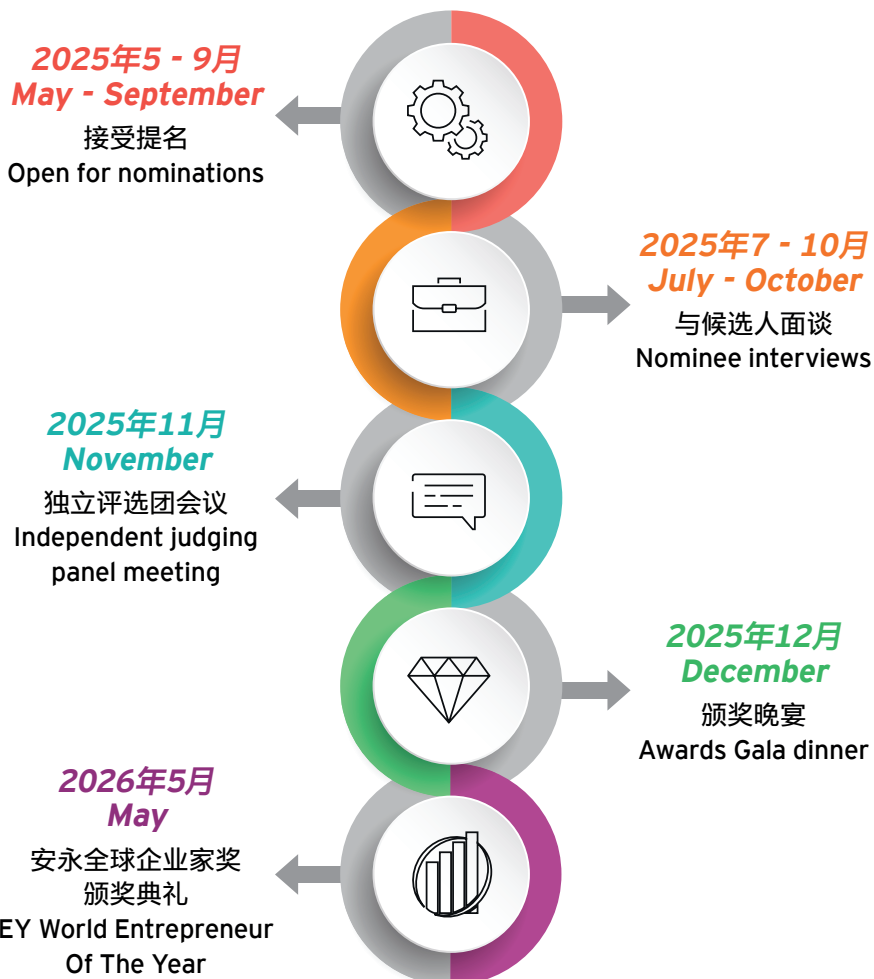 2025年5 - 9月
May - September
接受提名
Open for nominations
2025年7 - 10月
July - October
与候选人面谈
Nominee interviews
2025年11月
November
独立评选团会议
Independent judging
panel meeting
2025年12月
December
颁奖晚宴
Awards Gala dinner
2026年5月
May
安永全球企业家奖
颁奖典礼
EY World Entrepreneur
Of The Year